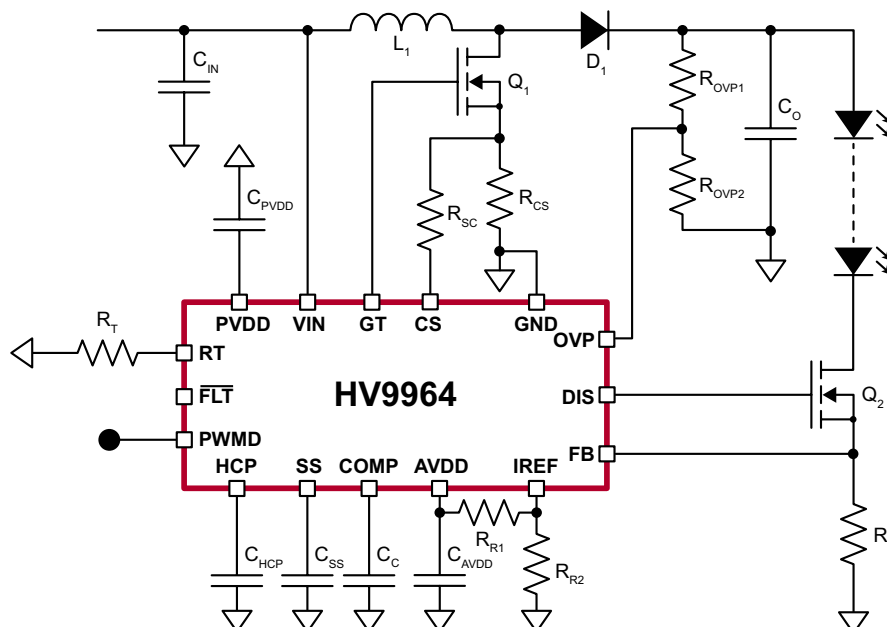 C_IN
L_1
D_1
Q_1
R_OVP1
C_O
C_PVDD
R_SC
R_CS
R_OVP2
PVDD VIN GT CS GND
R_T
RT
OVP
FLT
HV9964
DIS
Q_2
PWMD
FB
HCP SS COMP AVDD IREF
R_R1
R
C_HCP
C_SS
C_C
C_AVDD
R_R2